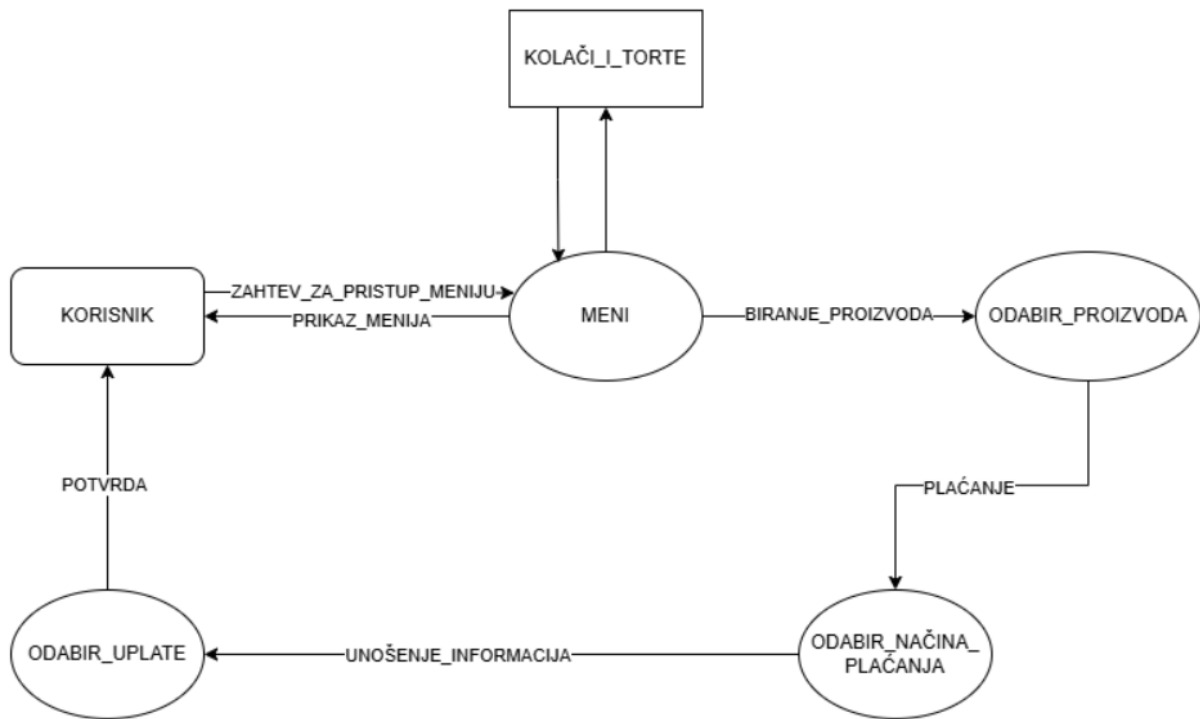 KOLAČI_I_TORTE
ZAHTEV_ZA_PRISTUP_MENIJU
KORISNIK
PRIKAZ_MENIJA
MENI
BIRANJE_PROIZVODA
ODABIR_PROIZVODA
POTVRDA
PLAĆANJE
ODABIR_UPLATE
UNOŠENJE_INFORMACIJA
ODABIR_NAČINA_
PLAĆANJA